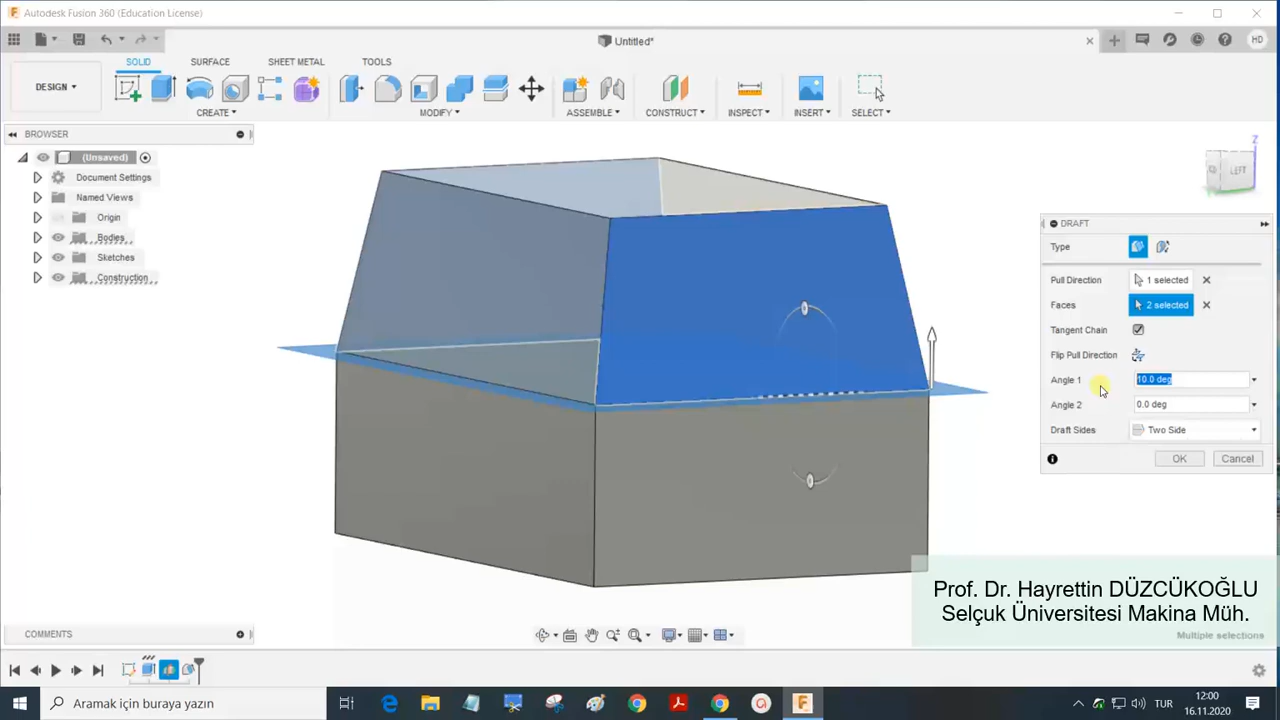 Autodesk Fusion 360 (Education License)
Untitled*
HD
SOLID SURFACE SHEET METAL TOOLS
DESIGN
CREATE MODIFY ASSEMBLE CONSTRUCT INSPECT INSERT SELECT
BROWSER
(Unsaved)
Document Settings
Named Views
Origin
Bodies
Sketches
Construction
Z
LEFT
DRAFT
Type
Pull Direction 1 selected
Faces 2 selected
Tangent Chain
Flip Pull Direction
Angle 1 10.0 deg
Angle 2 0.0 deg
Draft Sides Two Side
OK Cancel
Prof. Dr. Hayrettin DÜZCÜKOĞLU
Selçuk Üniversitesi Makina Müh.
Multiple selections
COMMENTS
Aramak için buraya yazın
TUR
12:00
16.11.2020